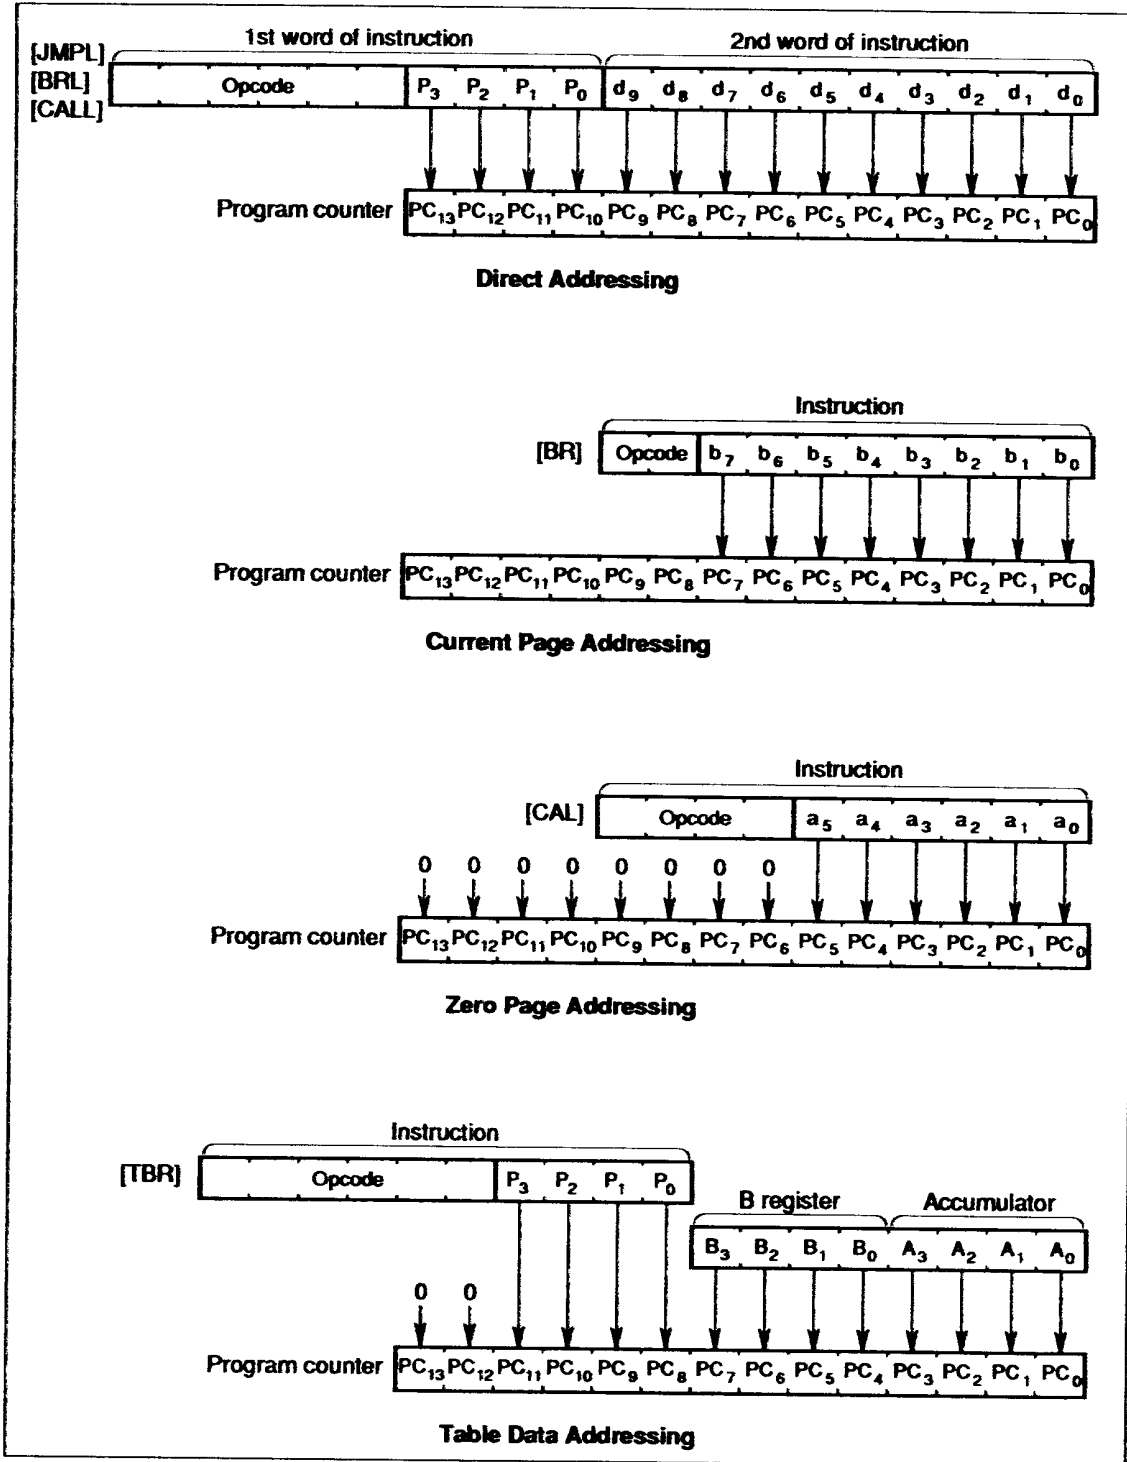 1st word of instruction 2nd word of instruction
[JMPL]
[BRL]
[CALL]
Opcode P3 P2 P1 P0 d9 d8 d7 d6 d5 d4 d3 d2 d1 d0
Program counter PC13 PC12 PC11 PC10 PC9 PC8 PC7 PC6 PC5 PC4 PC3 PC2 PC1 PC0
Direct Addressing
Instruction
[BR] Opcode b7 b6 b5 b4 b3 b2 b1 b0
Program counter PC13 PC12 PC11 PC10 PC9 PC8 PC7 PC6 PC5 PC4 PC3 PC2 PC1 PC0
Current Page Addressing
Instruction
[CAL] Opcode a5 a4 a3 a2 a1 a0
0 0 0 0 0 0 0 0
Program counter PC13 PC12 PC11 PC10 PC9 PC8 PC7 PC6 PC5 PC4 PC3 PC2 PC1 PC0
Zero Page Addressing
Instruction
[TBR] Opcode P3 P2 P1 P0
B register Accumulator
B3 B2 B1 B0 A3 A2 A1 A0
0 0
Program counter PC13 PC12 PC11 PC10 PC9 PC8 PC7 PC6 PC5 PC4 PC3 PC2 PC1 PC0
Table Data Addressing